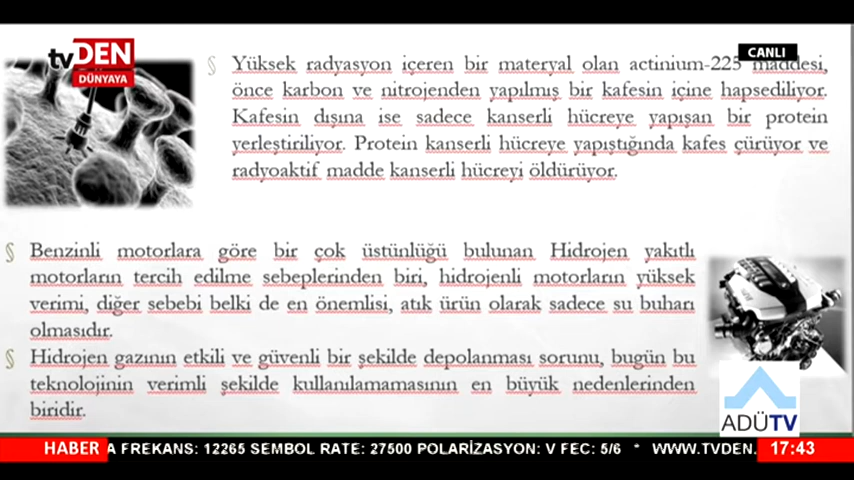 tvDEN
DÜNYAYA
CANLI
§ Yüksek radyasyon içeren bir materyal olan actinium-225 maddesi,
önce karbon ve nitrojenden yapılmış bir kafesin içine hapsediliyor.
Kafesin dışına ise sadece kanserli hücreye yapışan bir protein
yerleştiriliyor. Protein kanserli hücreye yapıştığında kafes çürüyor ve
radyoaktif madde kanserli hücreyi öldürüyor.
§ Benzinli motorlara göre bir çok üstünlüğü bulunan Hidrojen yakıtlı
motorların tercih edilme sebeplerinden biri, hidrojenli motorların yüksek
verimi, diğer sebebi belki de en önemlisi, atık ürün olarak sadece su buharı
olmasıdır.
§ Hidrojen gazının etkili ve güvenli bir şekilde depolanması sorunu, bugün bu
teknolojinin verimli şekilde kullanılamamasının en büyük nedenlerinden
biridir.
ADÜTV
HABER A FREKANS: 12265 SEMBOL RATE: 27500 POLARİZASYON: V FEC: 5/6 * WWW.TVDEN. 17:43